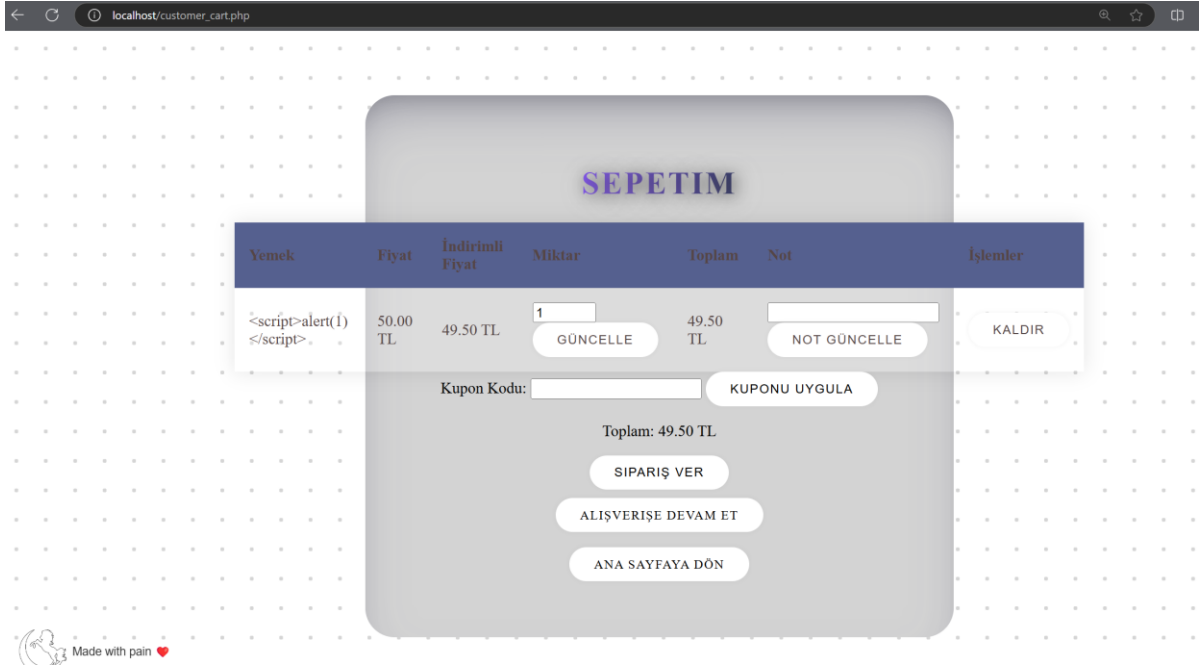 localhost/customer_cart.php
SEPETIM
Yemek Fiyat İndirimli Fiyat Miktar Toplam Not İşlemler
<script>alert(1)
</script>
50.00 TL
49.50 TL
1
GÜNCELLE
49.50 TL
NOT GÜNCELLE
KALDIR
Kupon Kodu:
KUPONU UYGULA
Toplam: 49.50 TL
SIPARIŞ VER
ALIŞVERIŞE DEVAM ET
ANA SAYFAYA DÖN
Made with pain ❤️